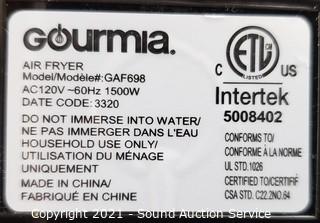 GOURMIA.
AIR FRYER
Model/Modèle#:GAF698
AC120V ~60Hz 1500W
DATE CODE: 3320
DO NOT IMMERSE INTO WATER/
NE PAS IMMERGER DANS L'EAU
HOUSEHOLD USE ONLY/
UTILISATION DU MÉNAGE
UNIQUEMENT
MADE IN CHINA/
FABRIQUÉ EN CHINE
ETL
CM
LISTED
C US
Intertek
5008402
CONFORMS TO/
CONFORME À LA NORME
UL STD.1026
CERTIFIED TO/CERTIFIÉ
CSA STD. C22.2NO.64
Copyright 2021 - Sound Auction Service